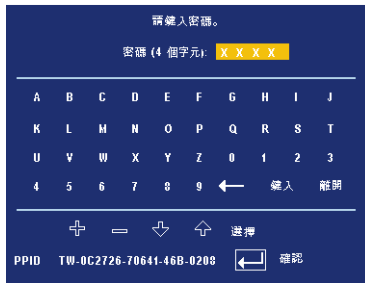 請鍵入密碼。
密碼 (4 個字元): X X X X
A B C D E F G H I J
K L M N O P Q R S T
U V W X Y Z 0 1 2 3
4 5 6 7 8 9 ← 鍵入 離開
選擇
PPID TW-0C2726-70641-46B-0208 確認